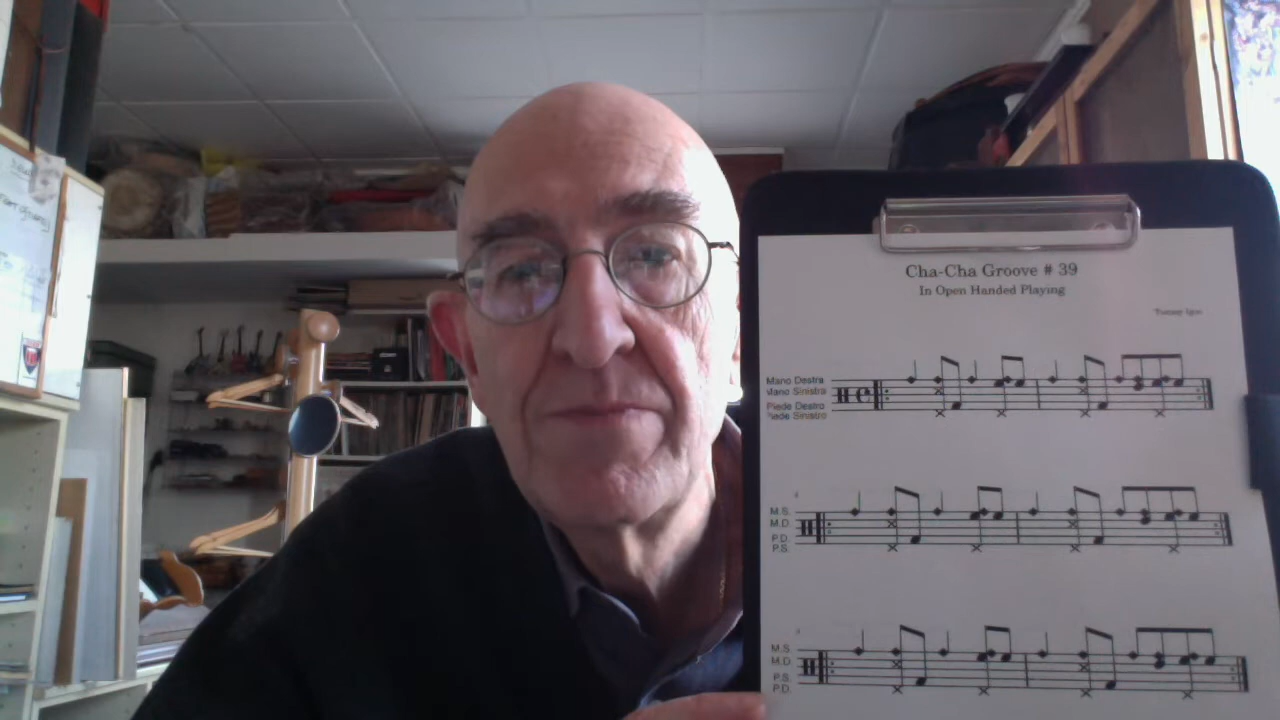 Cha-Cha Groove # 39
In Open Handed Playing
Mano Destra
Mano Sinistra
Piede Destro
Piede Sinistro
M.S.
M.D.
P.D.
P.S.
M.S.
M.D.
P.S.
P.D.